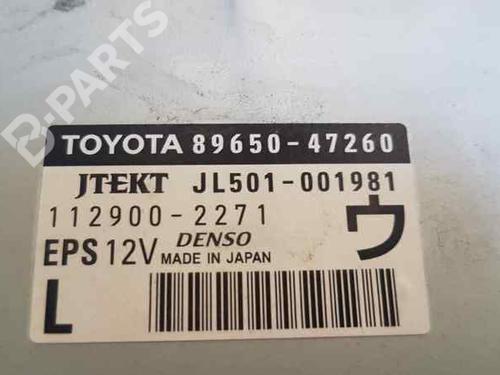 TOYOTA 89650-47260
JTEKT JL501-001981
112900-2271
ウ
EPS 12V DENSO
MADE IN JAPAN
L
B-PARTS